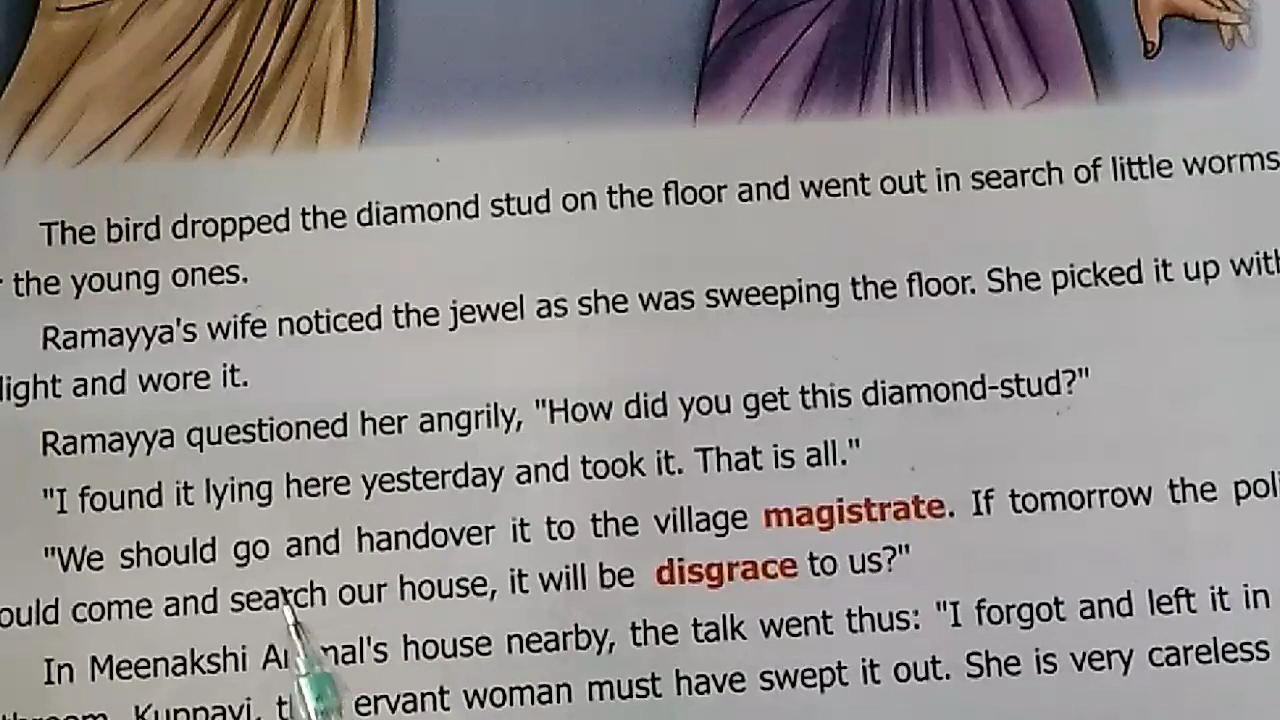 The bird dropped the diamond stud on the floor and went out in search of little worms
the young ones.
Ramayya's wife noticed the jewel as she was sweeping the floor. She picked it up with
light and wore it.
Ramayya questioned her angrily, "How did you get this diamond-stud?"
"I found it lying here yesterday and took it. That is all."
"We should go and handover it to the village magistrate. If tomorrow the poli
ould come and search our house, it will be disgrace to us?"
In Meenakshi nal's house nearby, the talk went thus: "I forgot and left it in
Kuppayi, ervant woman must have swept it out. She is very careless